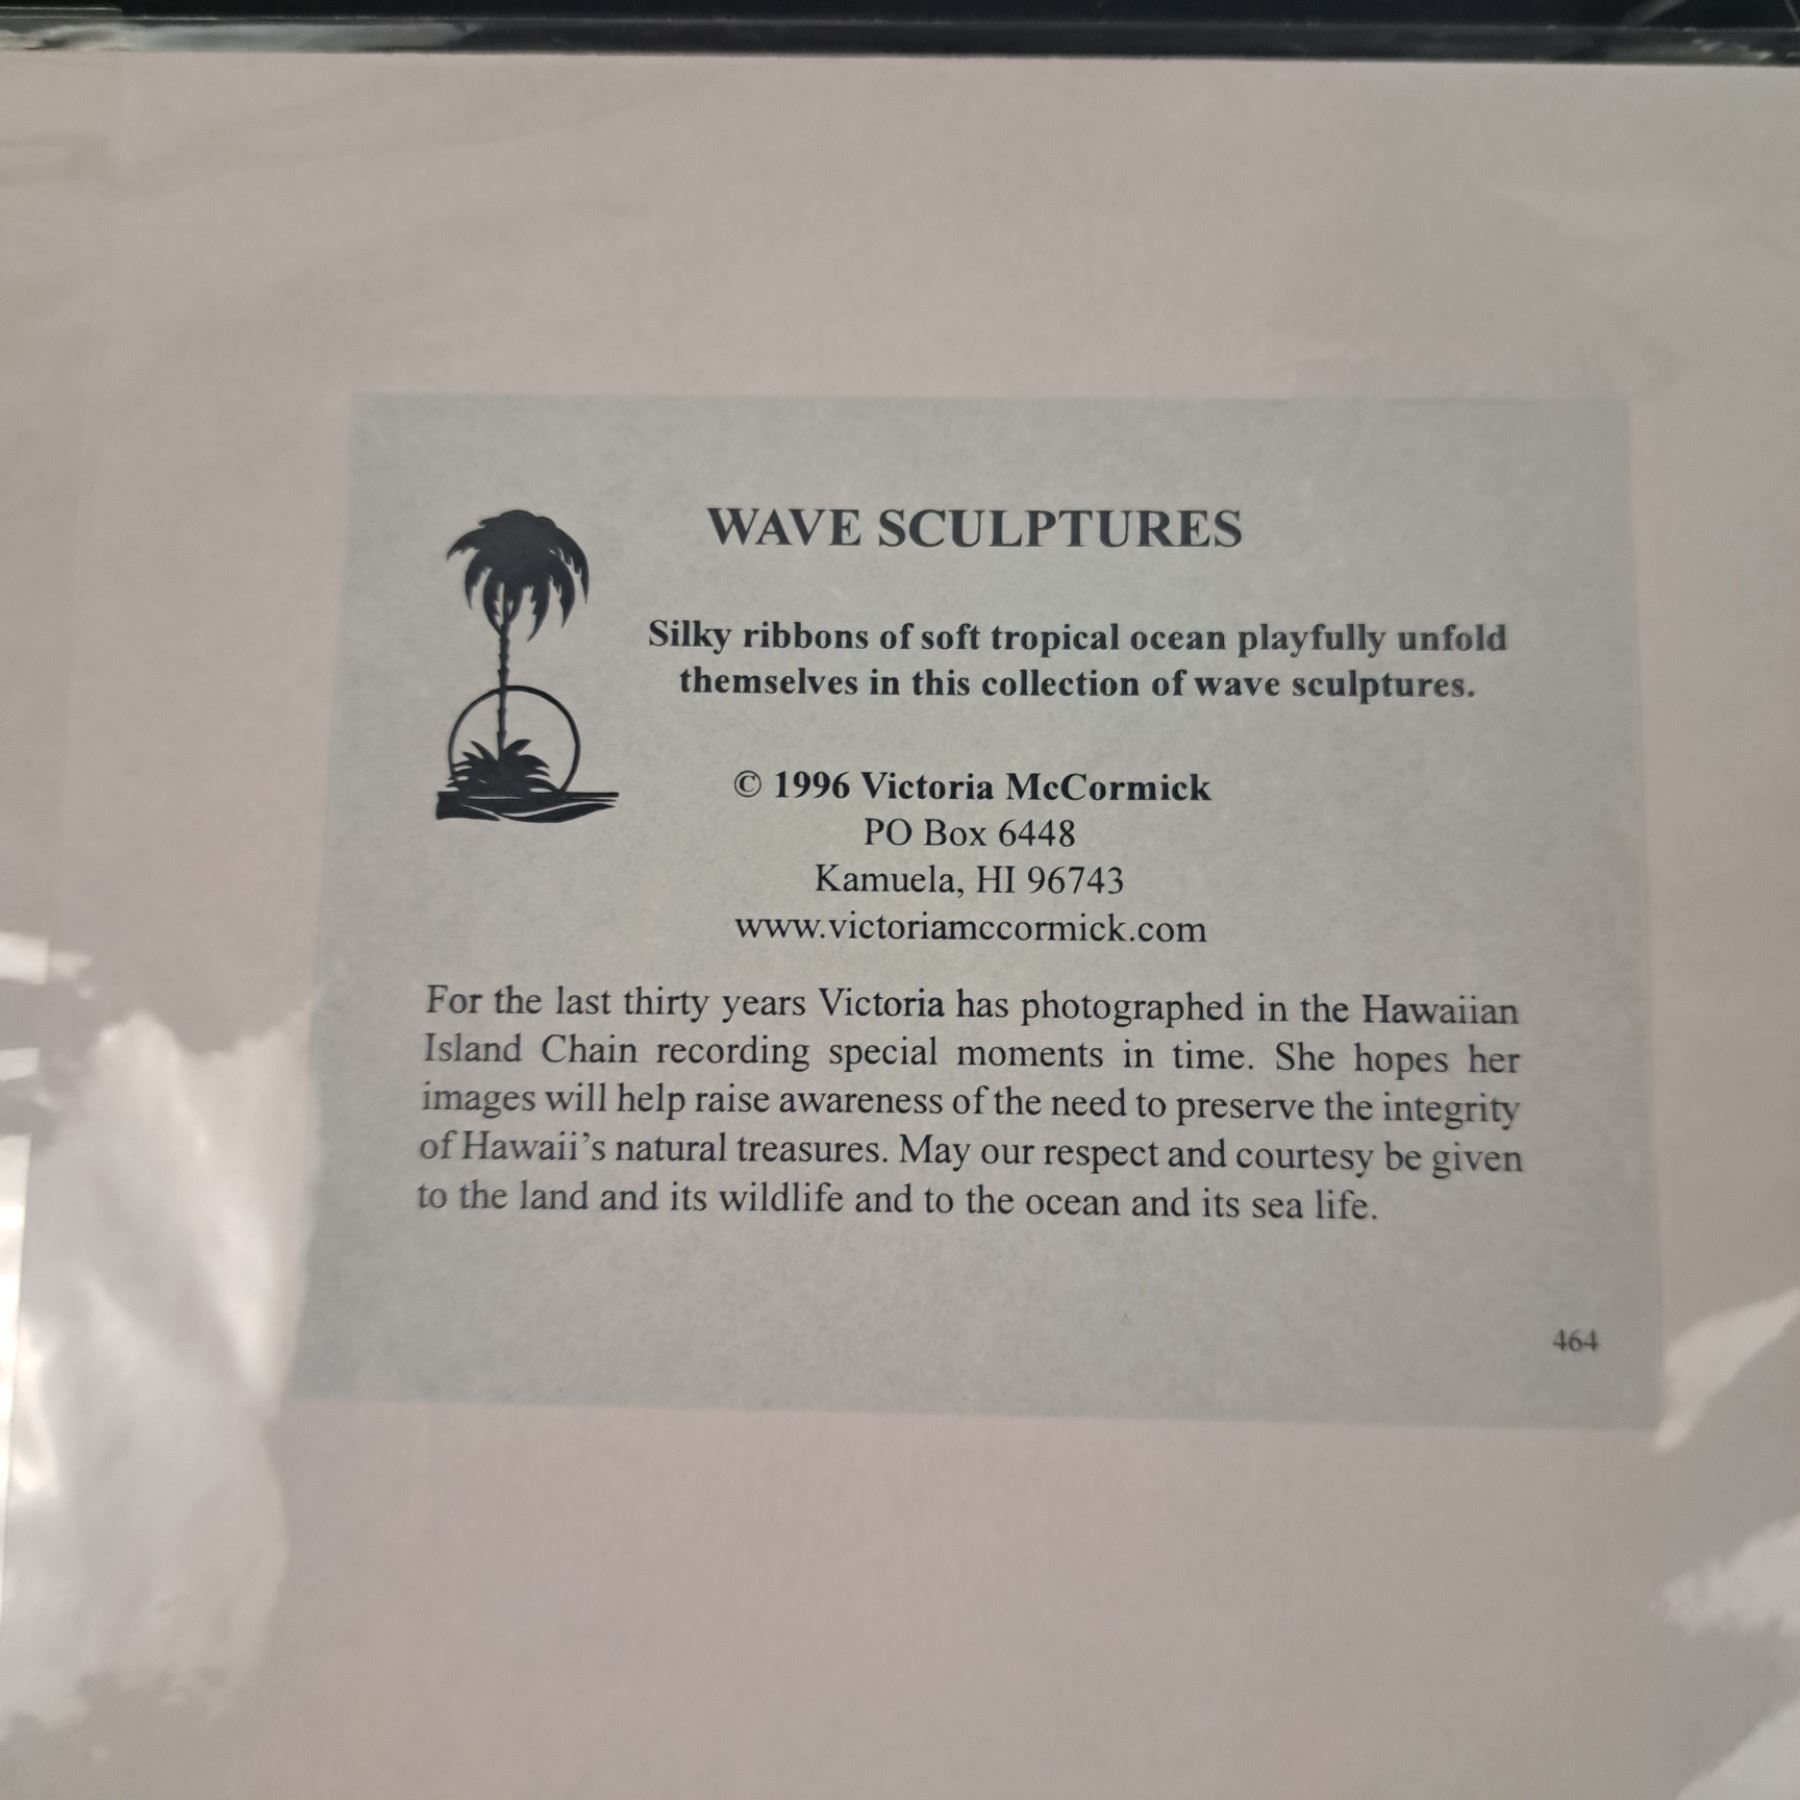 WAVE SCULPTURES
Silky ribbons of soft tropical ocean playfully unfold
themselves in this collection of wave sculptures.
© 1996 Victoria McCormick
PO Box 6448
Kamuela, HI 96743
www.victoriamccormick.com
For the last thirty years Victoria has photographed in the Hawaiian
Island Chain recording special moments in time. She hopes her
images will help raise awareness of the need to preserve the integrity
of Hawaii’s natural treasures. May our respect and courtesy be given
to the land and its wildlife and to the ocean and its sea life.
464